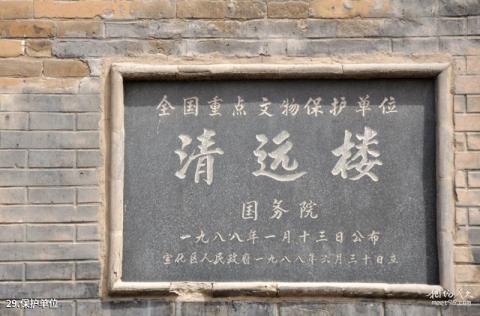 全国重点文物保护单位
清远楼
国务院
一九八八年一月十三日公布
宣化区人民政府一九八八年六月三十日立
29.保护单位